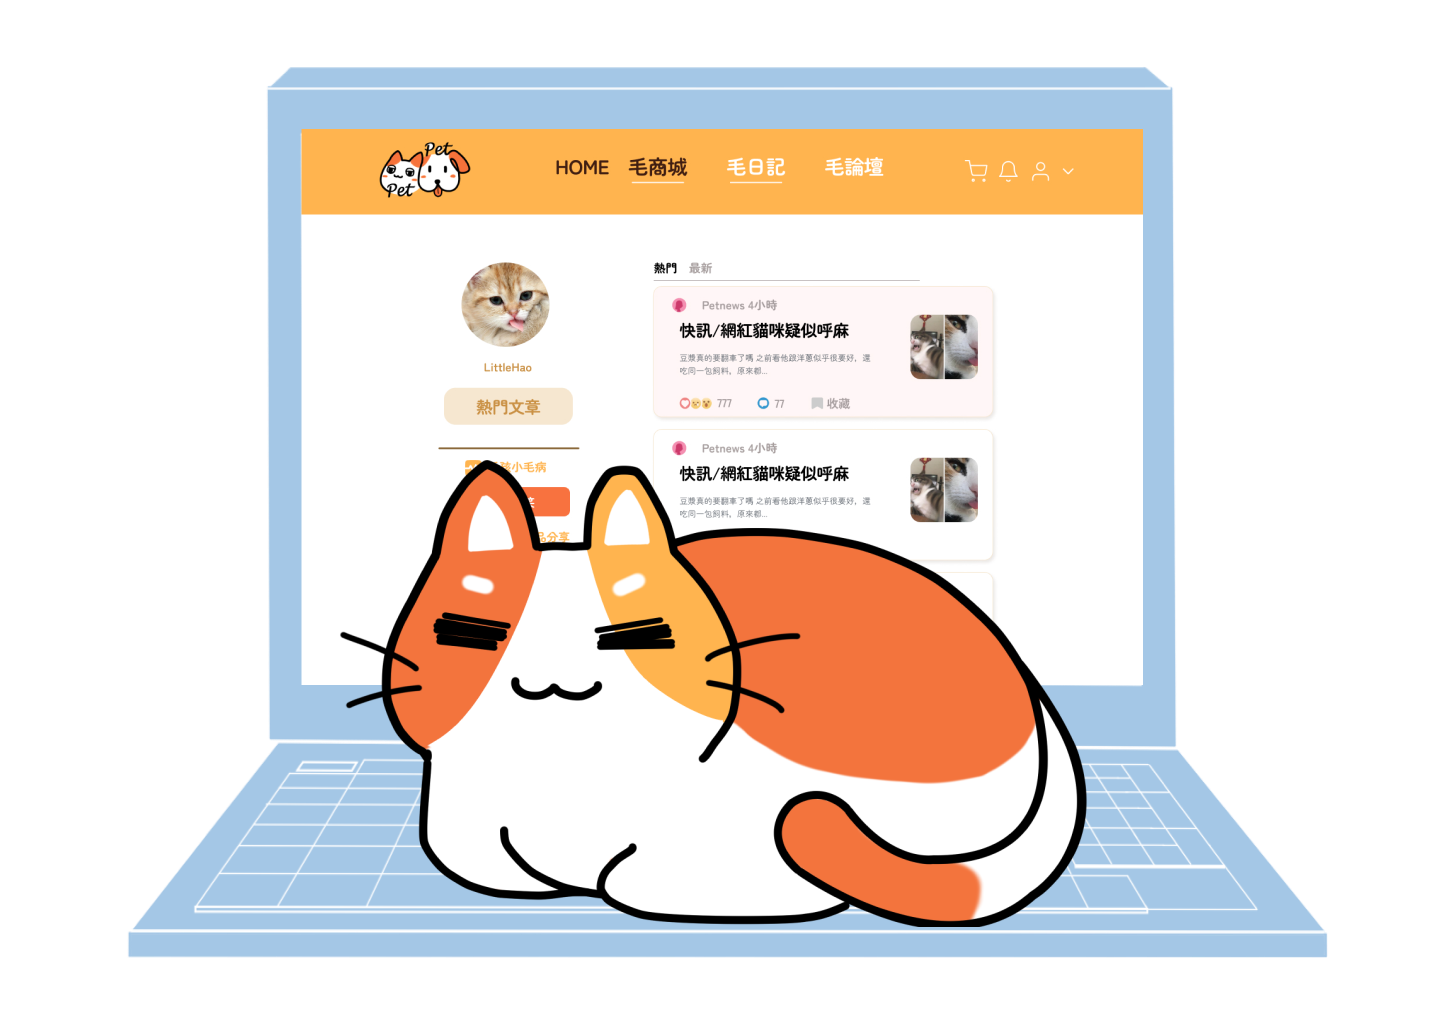 Pet
Pet
HOME 毛商城 毛日記 毛論壇
LittleHao
熱門文章
小毛病
分享
熱門 最新
Petnews 4小時
快訊/網紅貓咪疑似呼麻
豆漿真的要翻車了嗎 之前看他跟洋蔥似乎很要好，還
吃同一包飼料。原來都...
777 77 收藏
Petnews 4小時
快訊/網紅貓咪疑似呼麻
豆漿真的要翻車了嗎 之前看他跟洋蔥似乎很要好，還
吃同一包飼料。原來都...